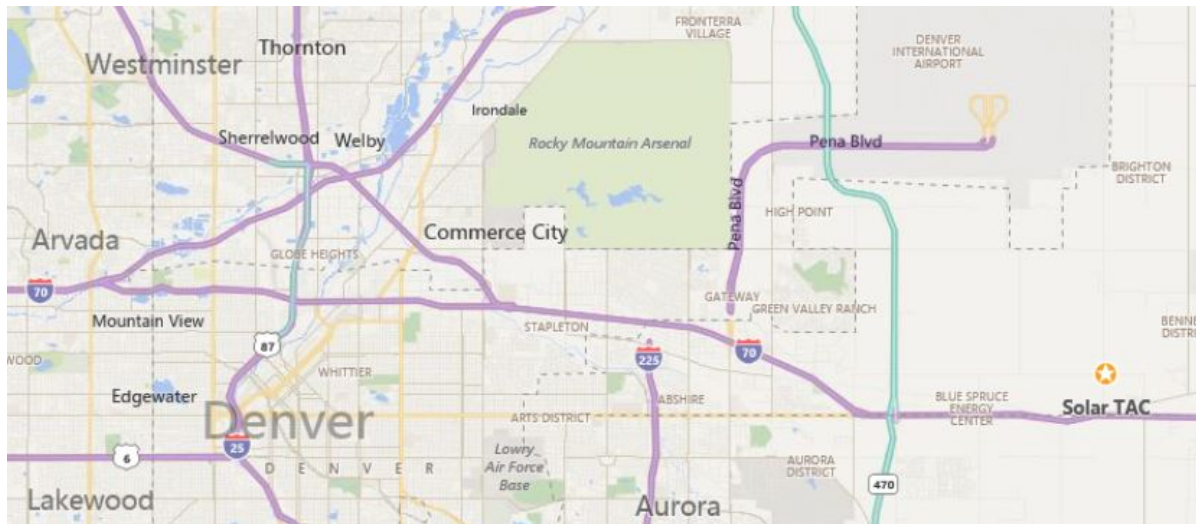 FRONTERRA
VILLAGE
DENVER
INTERNATIONAL
AIRPORT
Thornton
Westminster
Irondale
Sherrelwood
Welby
Rocky Mountain Arsenal
Pena Blvd
BRIGHTON
DISTRICT
Pena Blvd
HIGH POINT
Arvada
Commerce City
GLOBE HEIGHTS
70
GATEWAY
GREEN VALLEY RANCH
Mountain View
STAPLETON
BENNE
DISTRI
87
WOOD
225
70
WHITTIER
Edgewater
ABSHIRE
BLUE SPRUCE
ENERGY
CENTER
Solar TAC
Denver
ARTS DISTRICT
25
6
Lowry
Air Force
Base
DENVER
AURORA
DISTRICT
470
Lakewood
Aurora